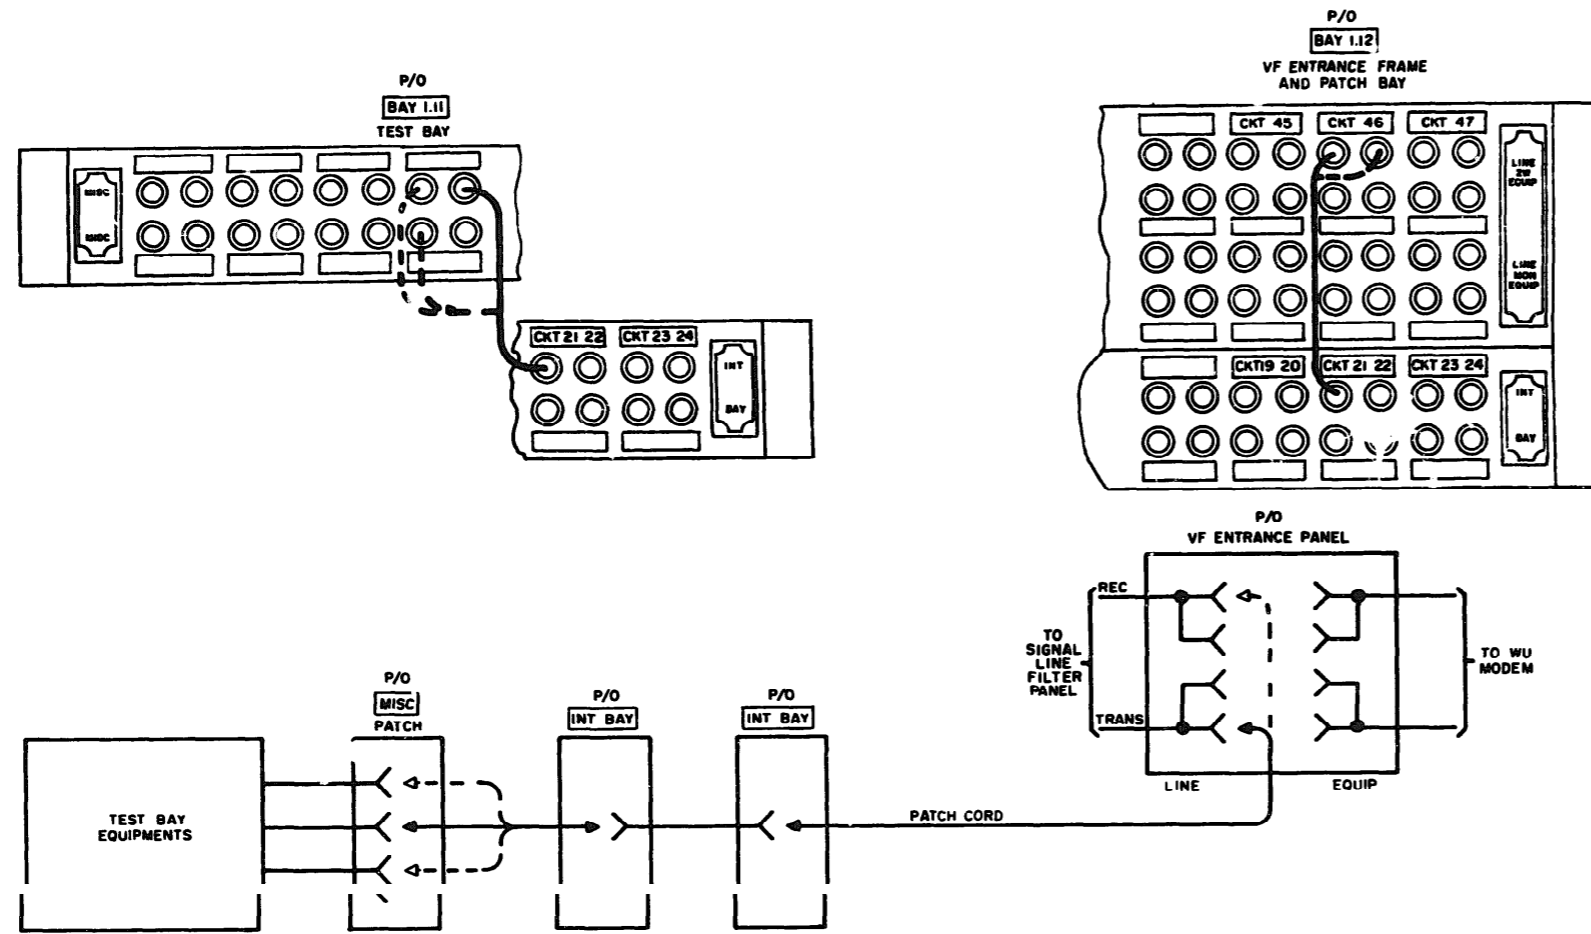 P/O
BAY 1.11
TEST BAY
MISC
MISC
CKT 21 22
CKT 23 24
INT
BAY
P/O
BAY 1.12
VF ENTRANCE FRAME
AND PATCH BAY
CKT 45
CKT 46
CKT 47
LINE
2W
EQUIP
LINE
MON
EQUIP
CKT19 20
CKT 21 22
CKT 23 24
INT
BAY
P/O
VF ENTRANCE PANEL
REC
TO
SIGNAL
LINE
FILTER
PANEL
TRANS
TO WU
MODEM
LINE
EQUIP
TEST BAY
EQUIPMENTS
P/O
MISC
PATCH
P/O
INT BAY
P/O
INT BAY
PATCH CORD